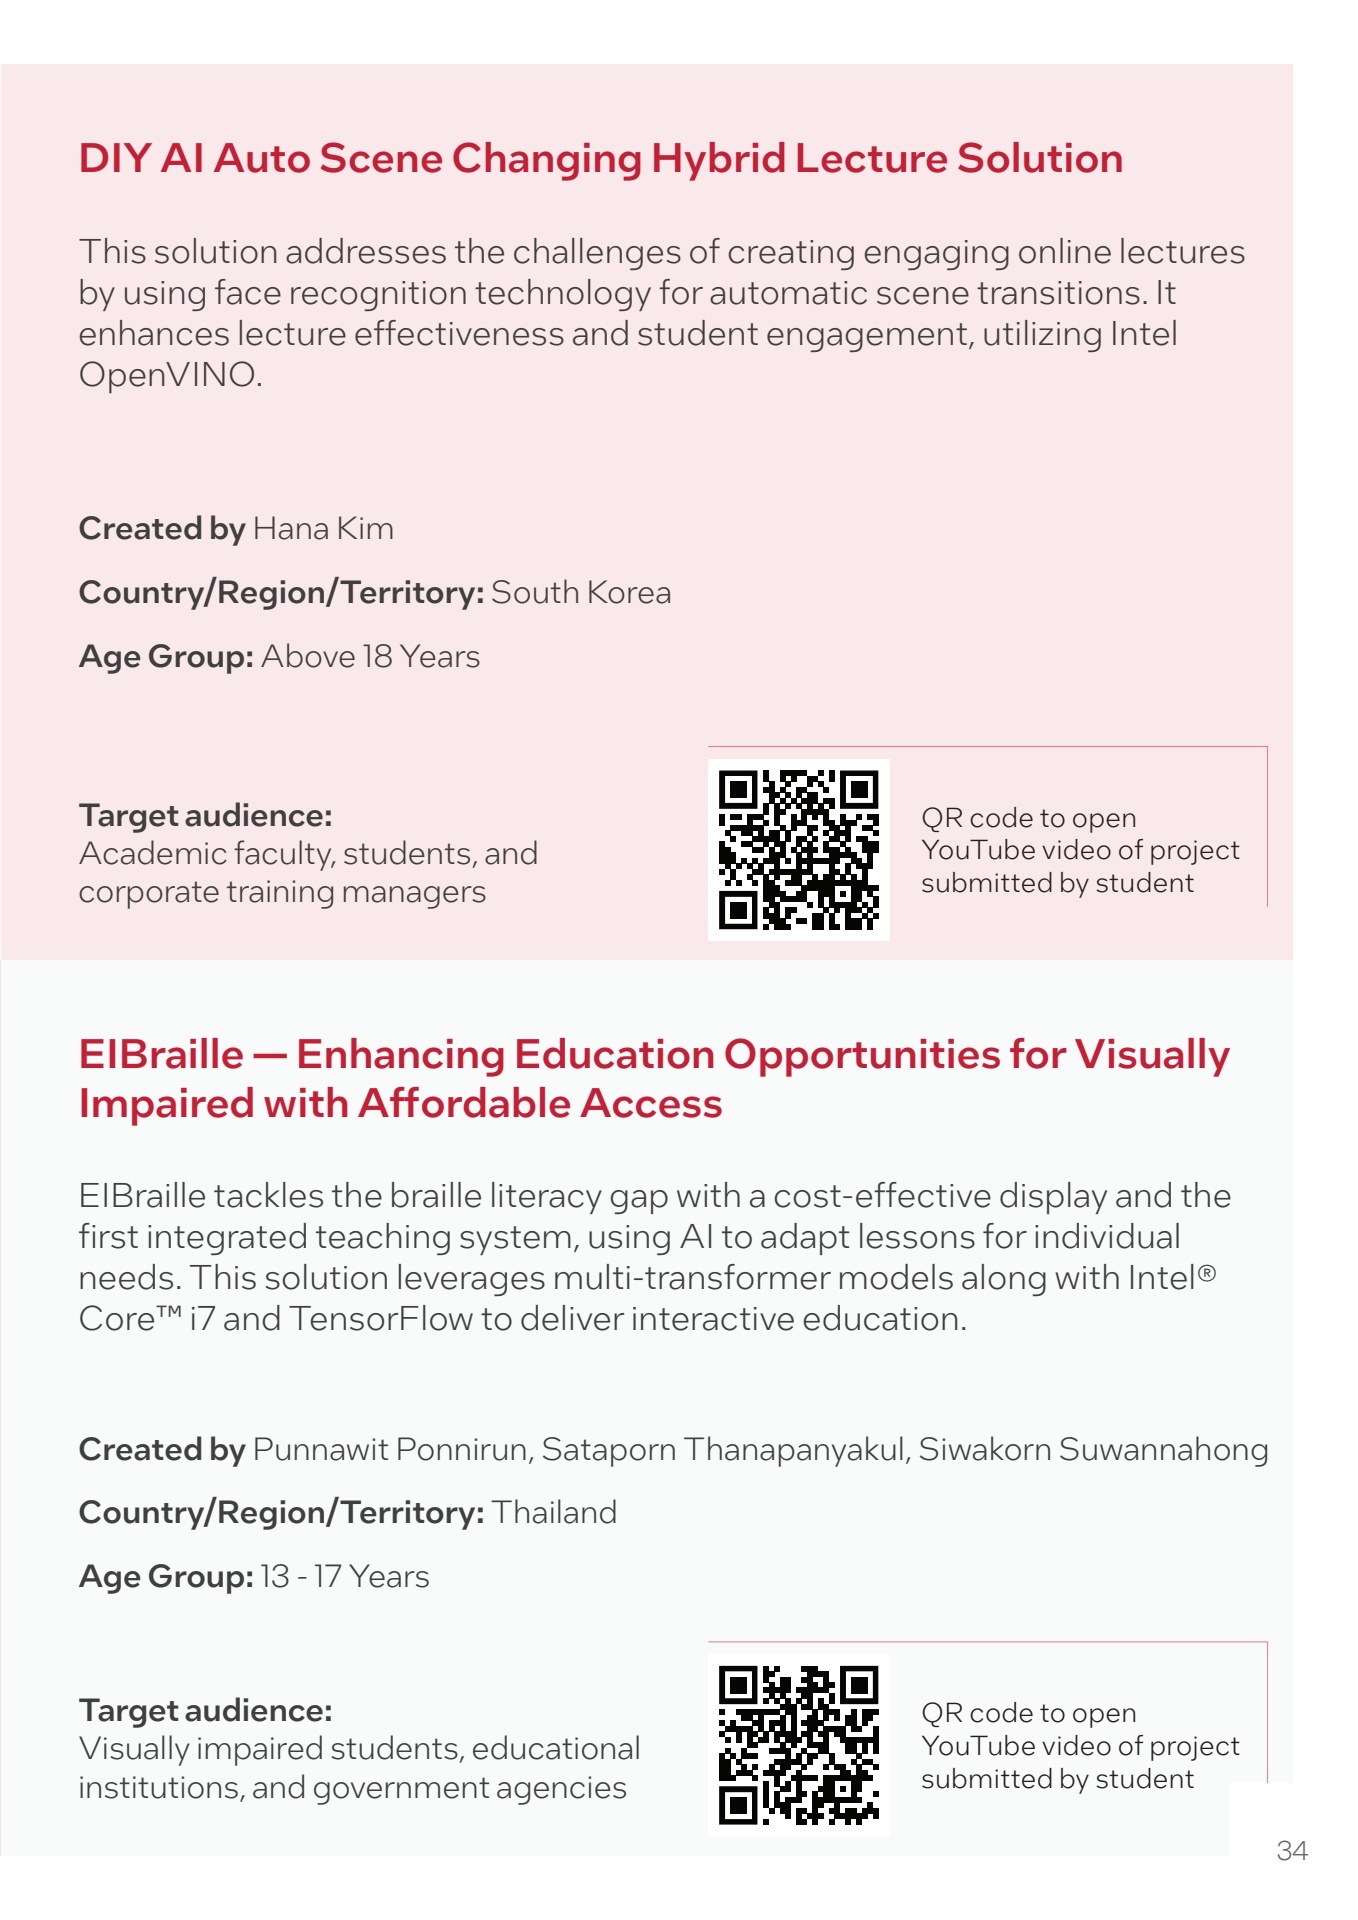 DIY AI Auto Scene Changing Hybrid Lecture Solution
This solution addresses the challenges of creating engaging online lectures
by using face recognition technology for automatic scene transitions. It
enhances lecture effectiveness and student engagement, utilizing Intel
OpenVINO.
Created by Hana Kim
Country/Region/Territory: South Korea
Age Group: Above 18 Years
Target audience:
Academic faculty, students, and
corporate training managers
QR code to open
YouTube video of project
submitted by student
EIBraille — Enhancing Education Opportunities for Visually
Impaired with Affordable Access
EIBraille tackles the braille literacy gap with a cost-effective display and the
first integrated teaching system, using AI to adapt lessons for individual
needs. This solution leverages multi-transformer models along with Intel®
Core™ i7 and TensorFlow to deliver interactive education.
Created by Punnawit Ponnirun, Sataporn Thanapanyakul, Siwakorn Suwannahong
Country/Region/Territory: Thailand
Age Group: 13 - 17 Years
Target audience:
Visually impaired students, educational
institutions, and government agencies
QR code to open
YouTube video of project
submitted by student
34